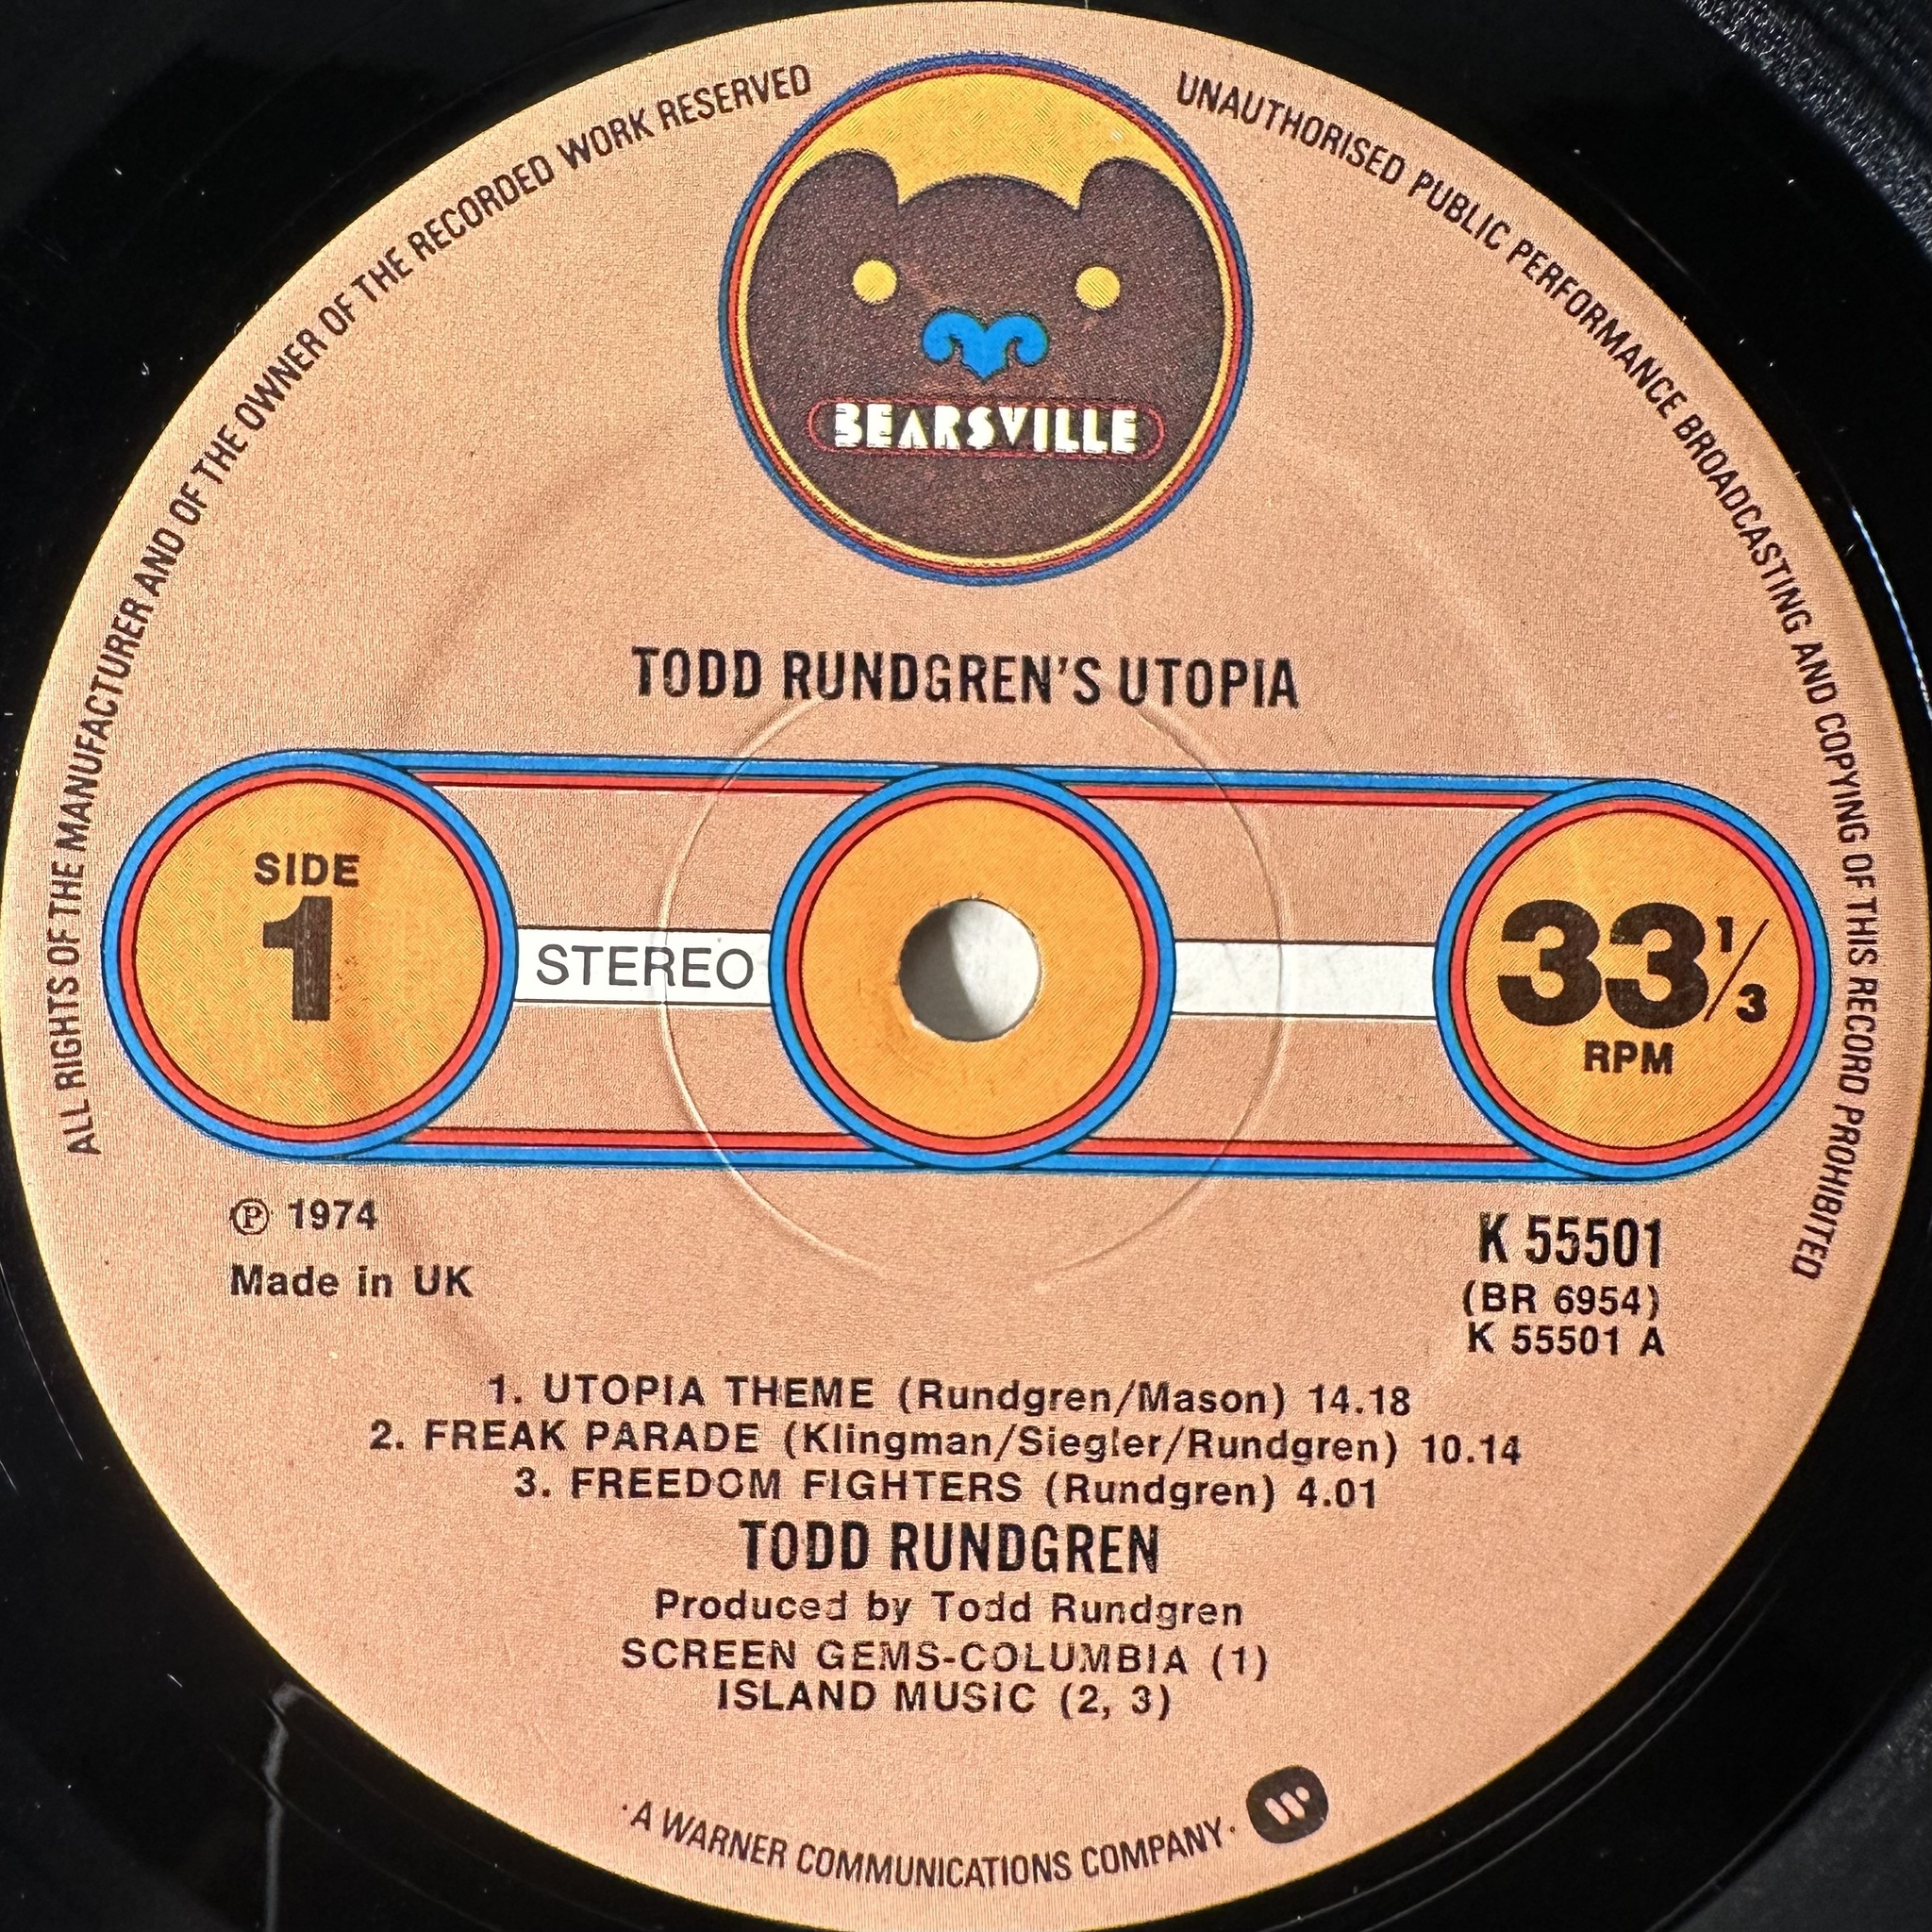 ALL RIGHTS OF THE MANUFACTURER AND OF THE OWNER OF THE RECORDED WORK RESERVED
UNAUTHORISED PUBLIC PERFORMANCE BROADCASTING AND COPYING OF THIS RECORD PROHIBITED
BEARSVILLE
TODD RUNDGREN'S UTOPIA
SIDE
1
STEREO
33 1/3
RPM
℗ 1974
Made in UK
K 55501
(BR 6954)
K 55501 A
1. UTOPIA THEME (Rundgren/Mason) 14.18
2. FREAK PARADE (Klingman/Siegler/Rundgren) 10.14
3. FREEDOM FIGHTERS (Rundgren) 4.01
TODD RUNDGREN
Produced by Todd Rundgren
SCREEN GEMS-COLUMBIA (1)
ISLAND MUSIC (2, 3)
·A WARNER COMMUNICATIONS COMPANY·